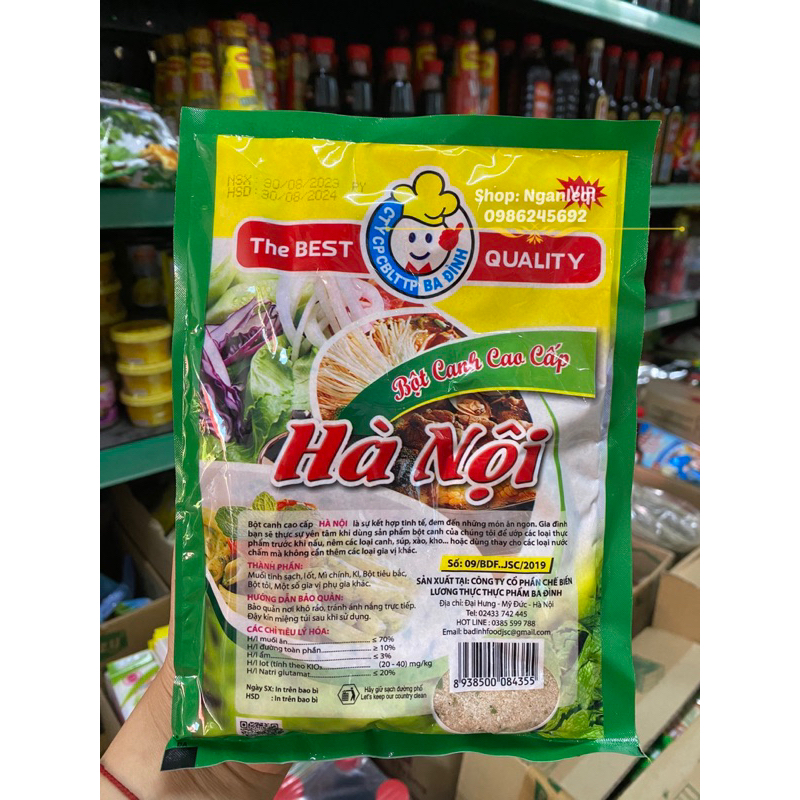 NSX: 30/08/2023 PY
HSD: 30/08/2024
VIP
Shop: Nganledl
0986245692
The BEST
CTY CP CBLTTP BA ĐÌNH
QUALITY
Bột Canh Cao Cấp
Hà Nội
Bột canh cao cấp HÀ NỘI là sự kết hợp tinh tế, đem đến những món ăn ngon. Gia đình
bạn sẽ thực sự yên tâm khi dùng sản phẩm bột canh của chúng tôi để ướp các loại thực
phẩm trước khi nấu, nêm các loại canh, súp, xào, kho... hoặc dùng thay cho các loại nước
chấm mà không cần thêm các loại gia vị khác.
THÀNH PHẦN:
Muối tinh sạch, Iốt, Mì chính, KI, Bột tiêu bắc,
Bột tỏi, Một số gia vị phụ gia khác.
HƯỚNG DẪN BẢO QUẢN:
Bảo quản nơi khô ráo, tránh ánh nắng trực tiếp.
Đậy kín miệng túi sau khi sử dụng.
CÁC CHỈ TIÊU LÝ HÓA:
H/l muối ăn ≤ 70%
H/l đường toàn phần ≥ 10%
H/l ẩm ≤ 3%
H/l Iot (tính theo KIO₃ (20 - 40) mg/kg
H/l Natri glutamat ≤ 20%
Ngày SX: In trên bao bì
HSD : In trên bao bì
Hãy giữ sạch đường phố
Let's keep our country clean
Số: 09/BDF..JSC/2019
SẢN XUẤT TẠI: CÔNG TY CỔ PHẦN CHẾ BIẾN
LƯƠNG THỰC THỰC PHẨM BA ĐÌNH
Địa chỉ: Đại Hưng - Mỹ Đức - Hà Nội
Tel: 02433 742 445
HOT LINE : 0385 599 788
Email: badinhfoodjsc@gmail.com
8 938500 084355